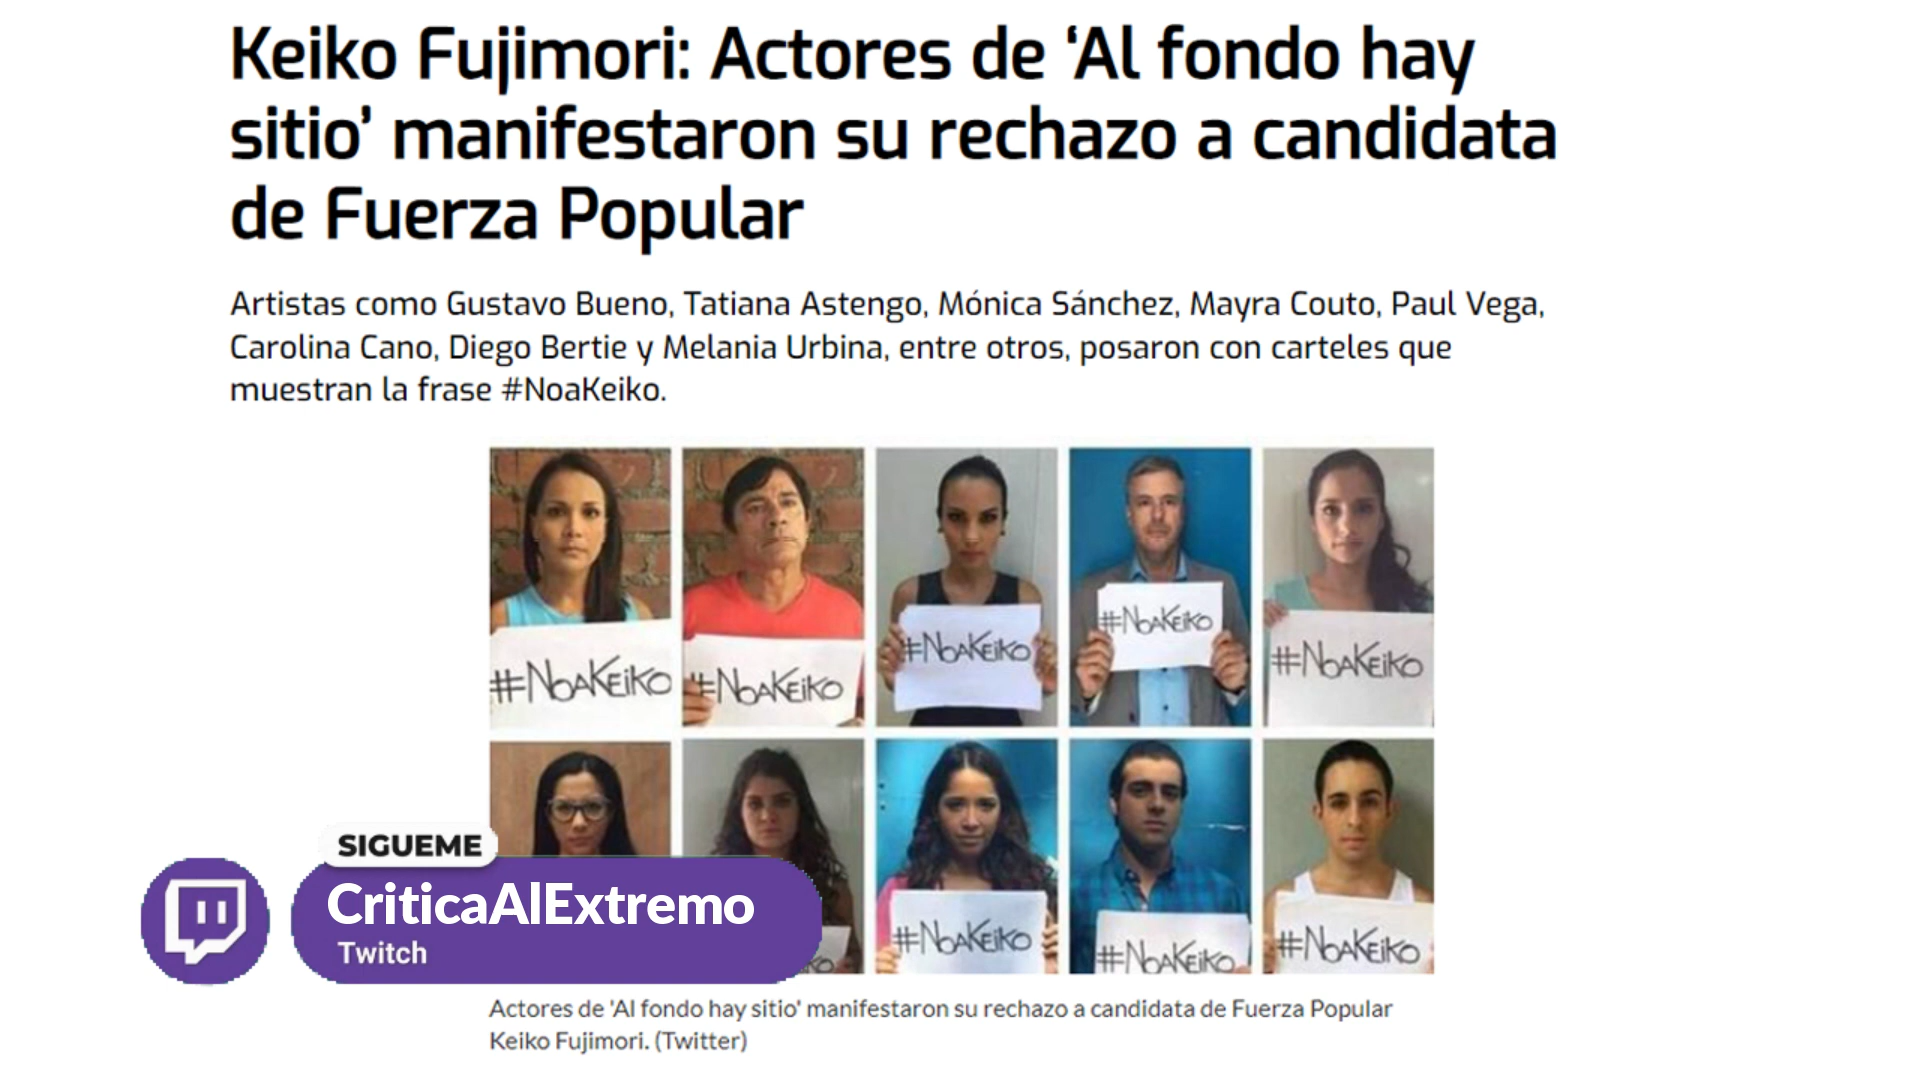 Keiko Fujimori: Actores de ‘Al fondo hay
sitio’ manifestaron su rechazo a candidata
de Fuerza Popular
Artistas como Gustavo Bueno, Tatiana Astengo, Mónica Sánchez, Mayra Couto, Paul Vega,
Carolina Cano, Diego Bertie y Melania Urbina, entre otros, posaron con carteles que
muestran la frase #NoaKeiko.
#NoAKEiKO
#NoAKEiKO
#NoAKEiKO
#NoAKEiKO
#NoAKEiKO
SIGUEME
CriticaAlExtremo
Twitch
#NoAKEiKO
#NoAKEiKO
#NoAKEiKO
Actores de 'Al fondo hay sitio' manifestaron su rechazo a candidata de Fuerza Popular
Keiko Fujimori. (Twitter)